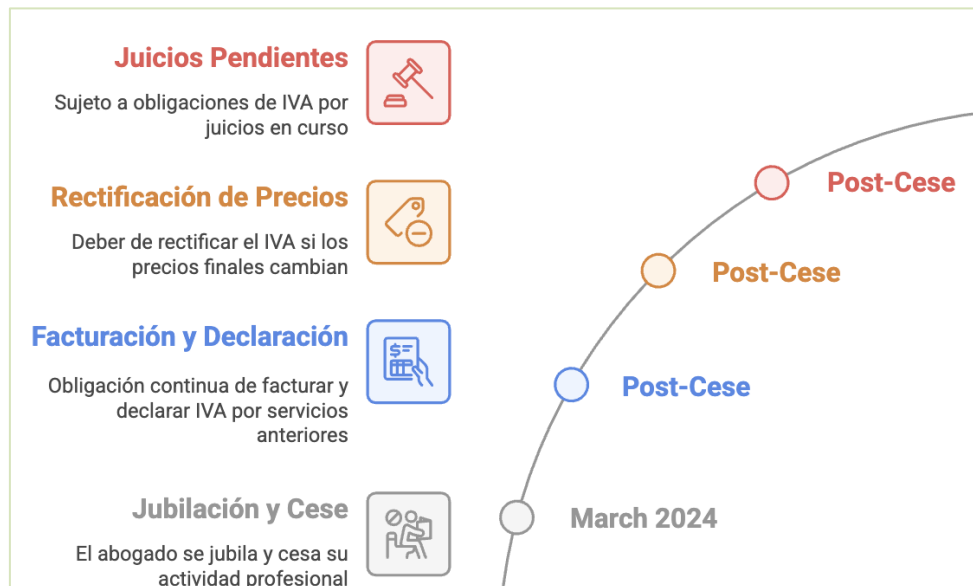 Juicios Pendientes
Sujeto a obligaciones de IVA por
juicios en curso
Post-Cese
Rectificación de Precios
Deber de rectificar el IVA si los
precios finales cambian
Post-Cese
Facturación y Declaración
Obligación continua de facturar y
declarar IVA por servicios
anteriores
Post-Cese
Jubilación y Cese
El abogado se jubila y cesa su
actividad profesional
March 2024
$